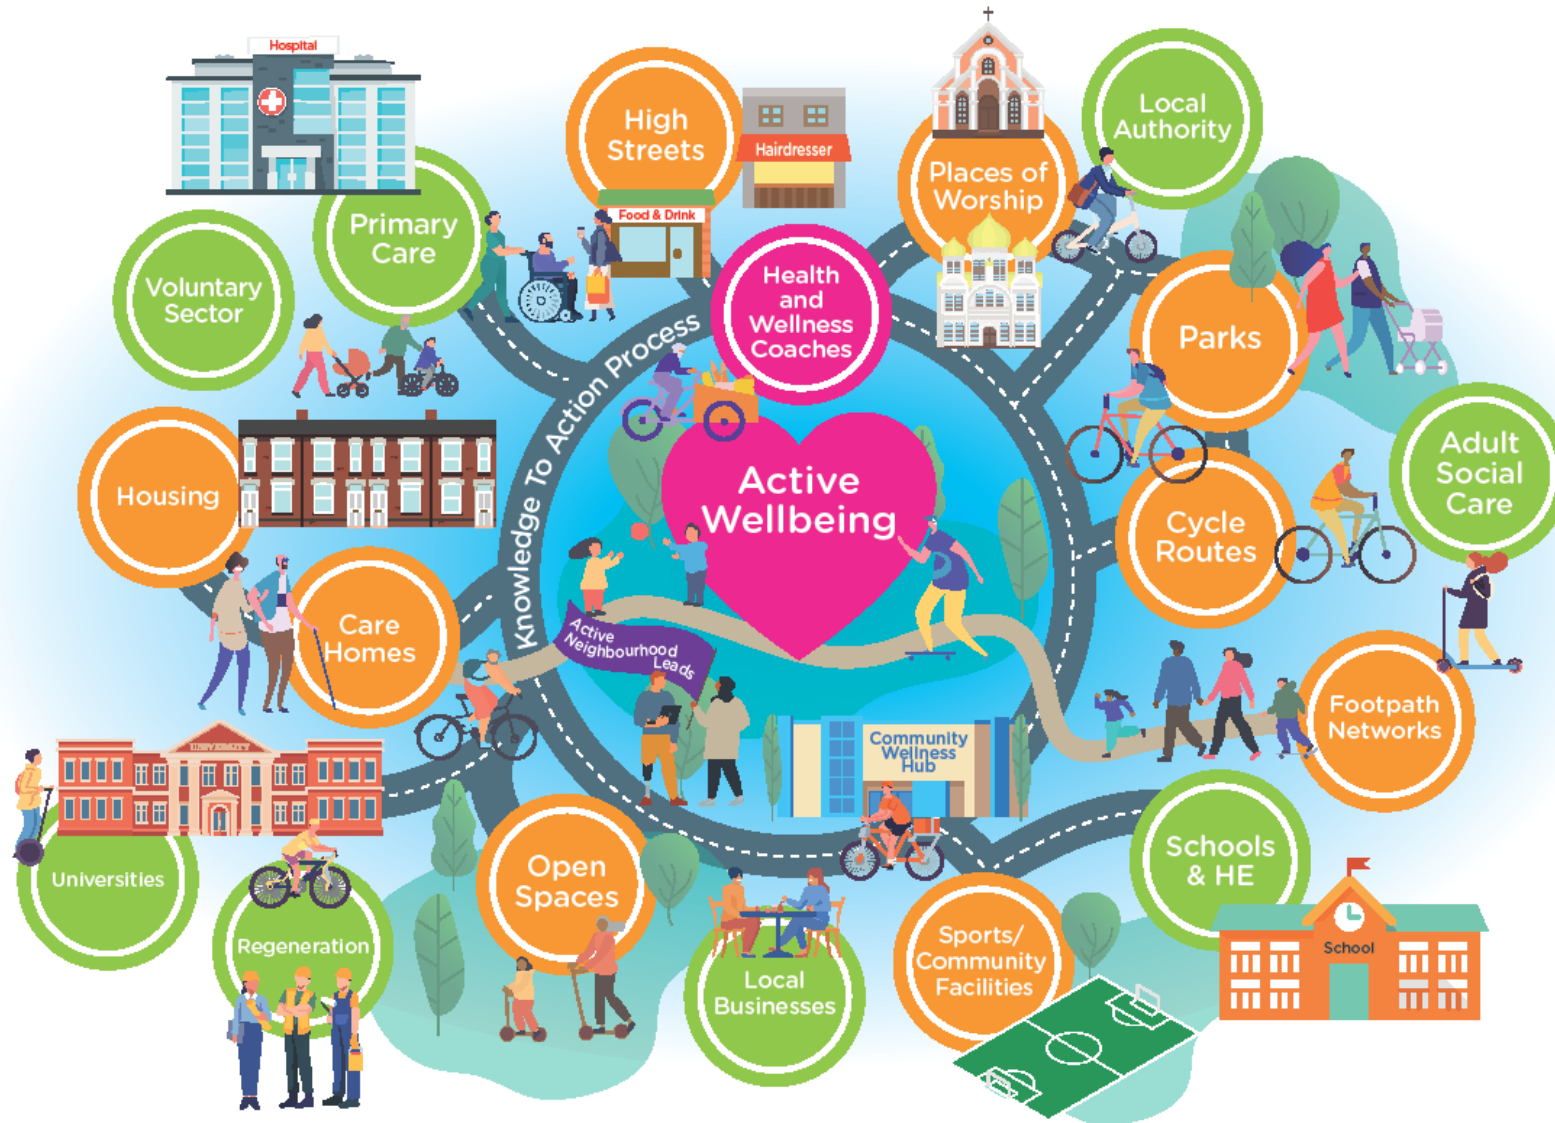 Hospital
High
Streets
Hairdresser
Food & Drink
Places of
Worship
Local
Authority
Primary
Care
Voluntary
Sector
Health
and
Wellness
Coaches
Parks
Knowledge To Action Process
Active
Wellbeing
Adult
Social
Care
Housing
Cycle
Routes
Care
Homes
Active
Neighbourhood
Leads
Footpath
Networks
Community
Wellness
Hub
UNIVERSITY
Universities
Schools
& HE
Regeneration
Open
Spaces
Local
Businesses
Sports/
Community
Facilities
School